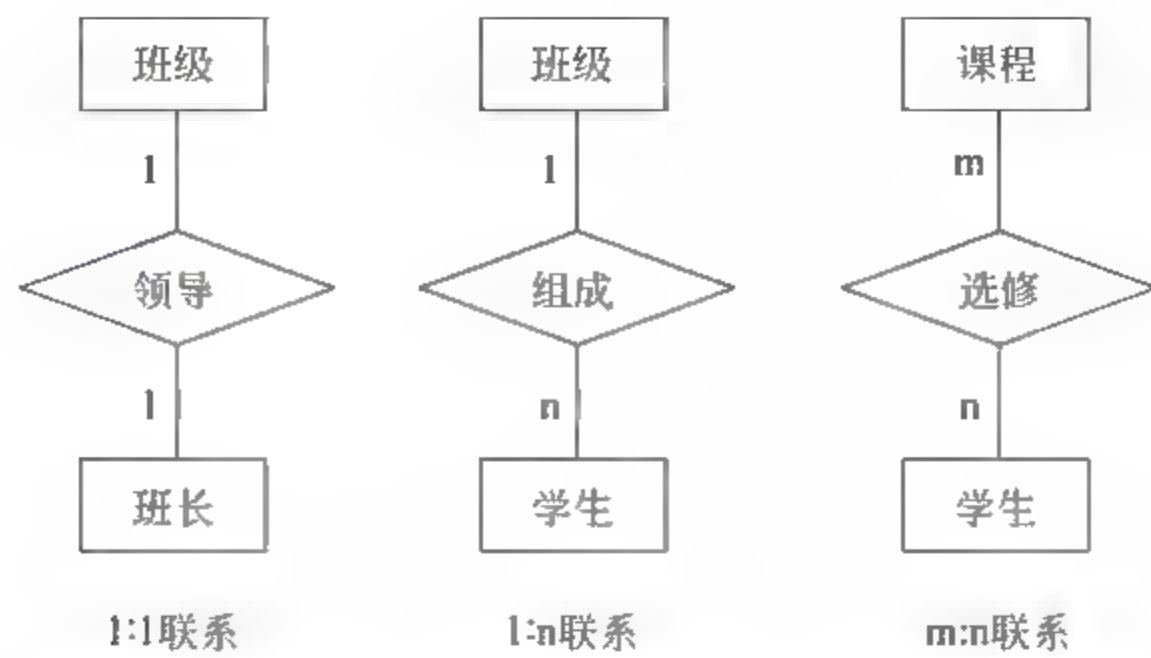 班级 班级 课程
1 1 m
领导 组成 选修
1 n n
班长 学生 学生
1:1联系 1:n联系 m:n联系